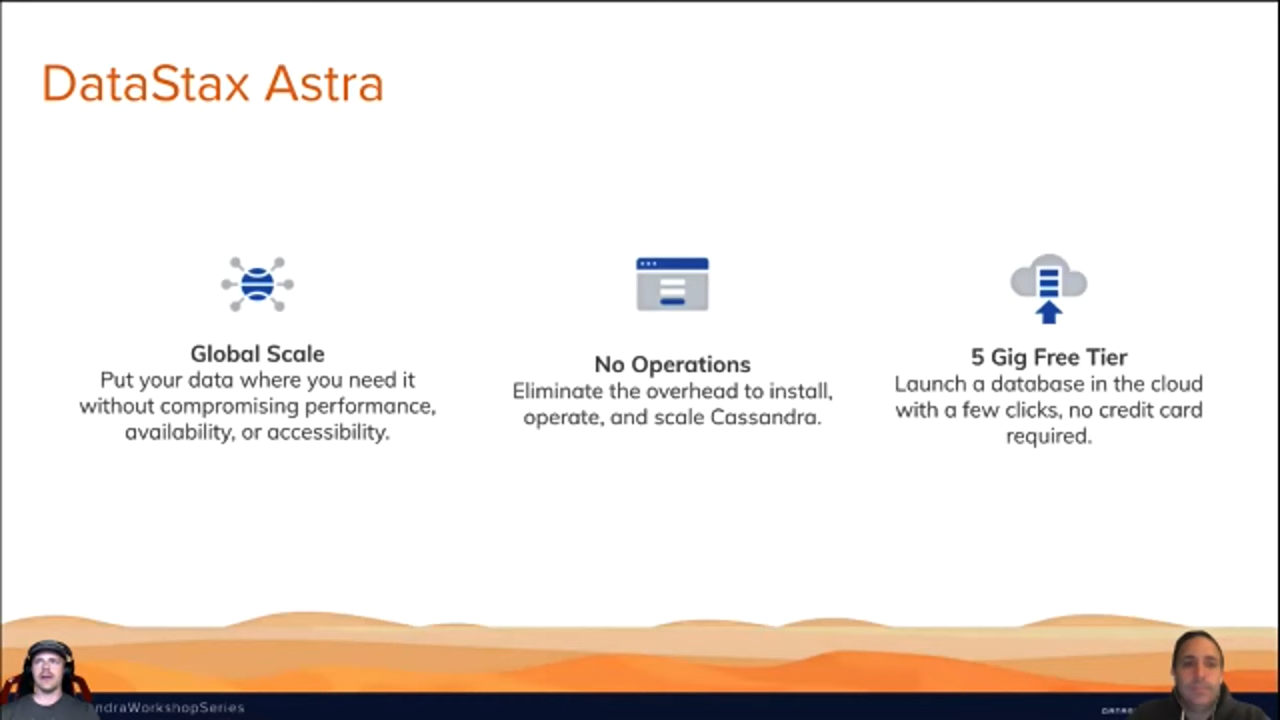 DataStax Astra
Global Scale
Put your data where you need it
without compromising performance,
availability, or accessibility.
No Operations
Eliminate the overhead to install,
operate, and scale Cassandra.
5 Gig Free Tier
Launch a database in the cloud
with a few clicks, no credit card
required.
ndraWorkshopSeries